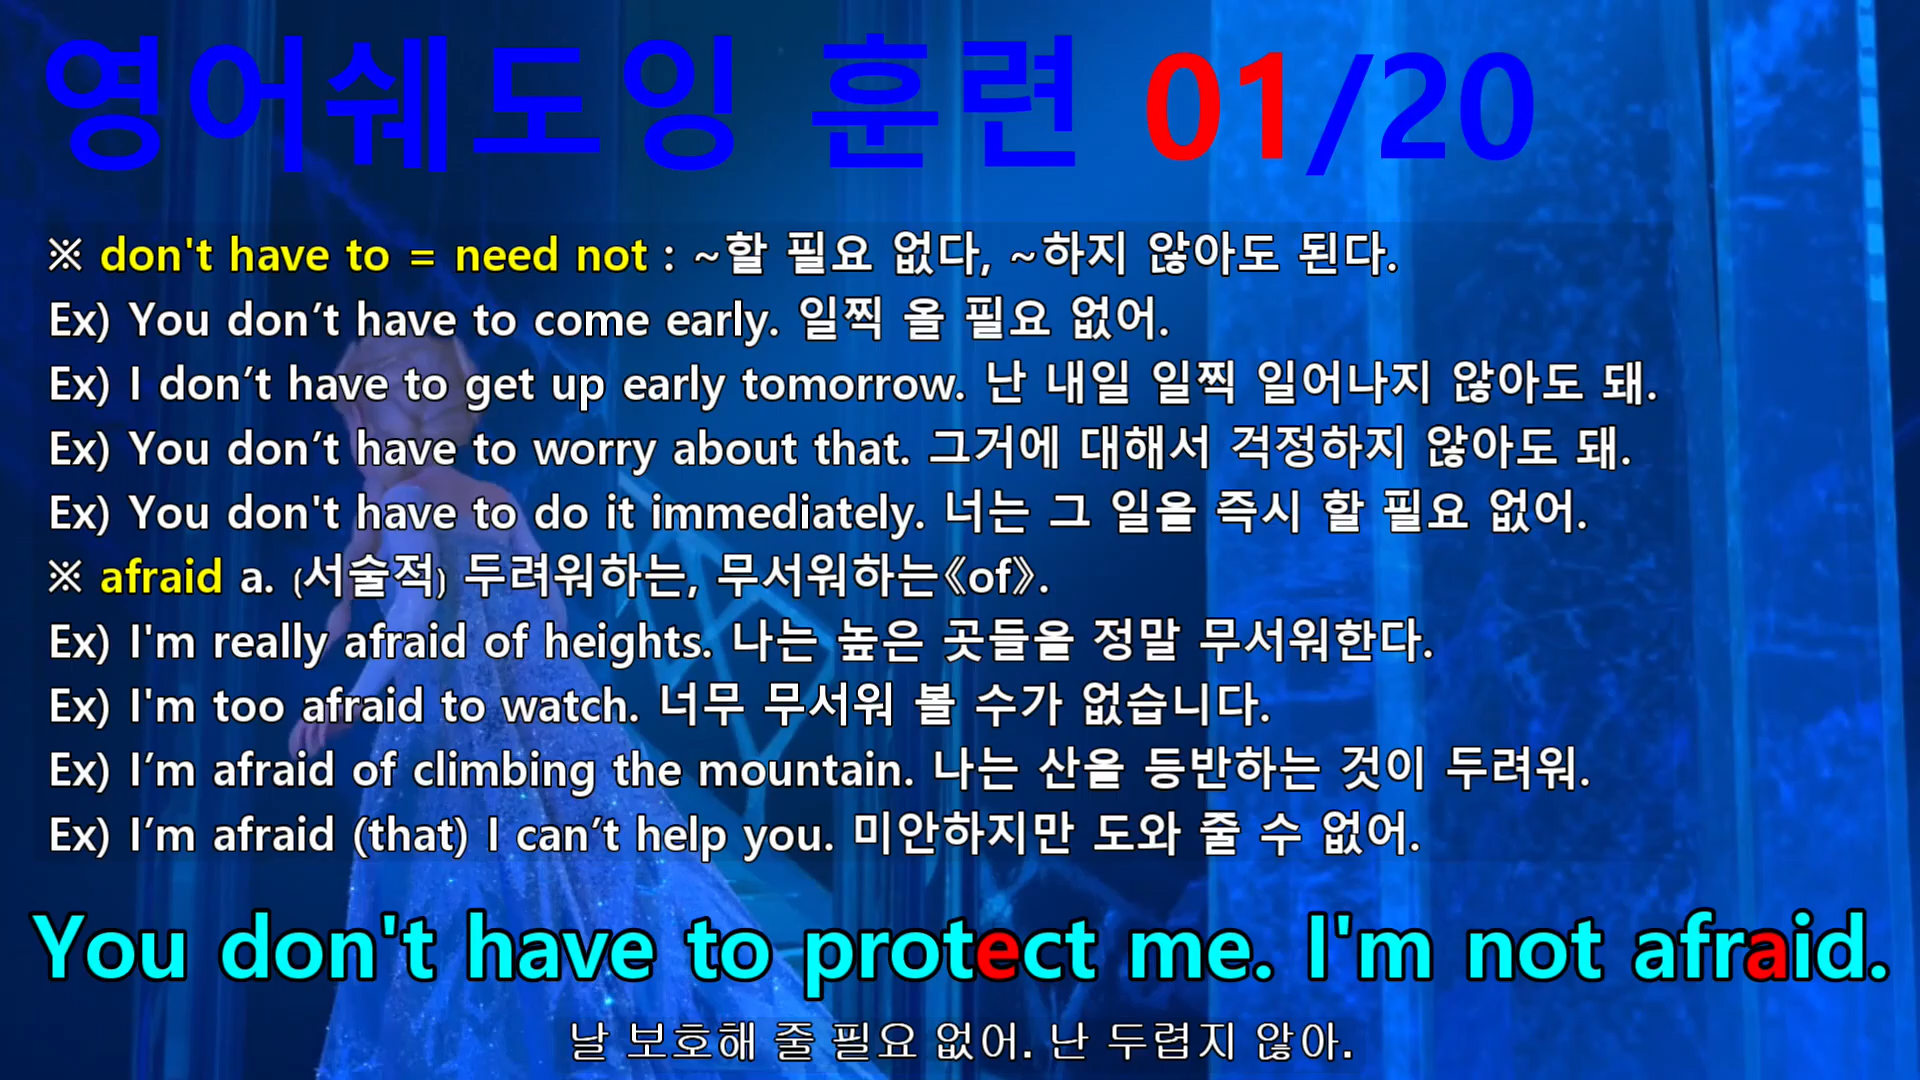 영어쉐도잉 훈련 01/20
※ don't have to = need not : ~할 필요 없다, ~하지 않아도 된다.
Ex) You don’t have to come early. 일찍 올 필요 없어.
Ex) I don’t have to get up early tomorrow. 난 내일 일찍 일어나지 않아도 돼.
Ex) You don’t have to worry about that. 그거에 대해서 걱정하지 않아도 돼.
Ex) You don't have to do it immediately. 너는 그 일을 즉시 할 필요 없어.
※ afraid a. (서술적) 두려워하는, 무서워하는《of》.
Ex) I'm really afraid of heights. 나는 높은 곳들을 정말 무서워한다.
Ex) I'm too afraid to watch. 너무 무서워 볼 수가 없습니다.
Ex) I’m afraid of climbing the mountain. 나는 산을 등반하는 것이 두려워.
Ex) I’m afraid (that) I can’t help you. 미안하지만 도와 줄 수 없어.
You don't have to protect me. I'm not afraid.
날 보호해 줄 필요 없어. 난 두렵지 않아.